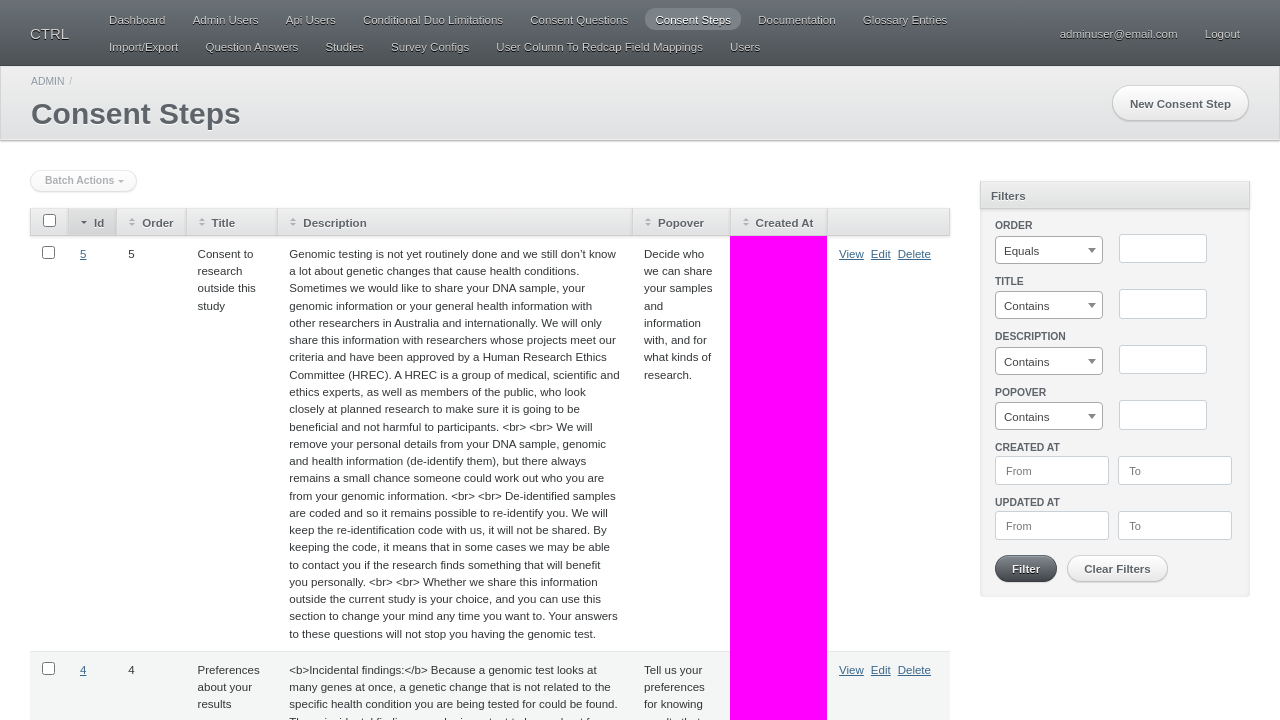 CTRL
Dashboard Admin Users Api Users Conditional Duo Limitations Consent Questions Consent Steps Documentation Glossary Entries
Import/Export Question Answers Studies Survey Configs User Column To Redcap Field Mappings Users
adminuser@email.com Logout
ADMIN /
Consent Steps
New Consent Step
Batch Actions
Id Order Title Description Popover Created At
5
5
Consent to
research
outside this
study
Genomic testing is not yet routinely done and we still don't know
a lot about genetic changes that cause health conditions.
Sometimes we would like to share your DNA sample, your
genomic information or your general health information with
other researchers in Australia and internationally. We will only
share this information with researchers whose projects meet our
criteria and have been approved by a Human Research Ethics
Committee (HREC). A HREC is a group of medical, scientific and
ethics experts, as well as members of the public, who look
closely at planned research to make sure it is going to be
beneficial and not harmful to participants. <br> <br> We will
remove your personal details from your DNA sample, genomic
and health information (de-identify them), but there always
remains a small chance someone could work out who you are
from your genomic information. <br> <br> De-identified samples
are coded and so it remains possible to re-identify you. We will
keep the re-identification code with us, it will not be shared. By
keeping the code, it means that in some cases we may be able
to contact you if the research finds something that will benefit
you personally. <br> <br> Whether we share this information
outside the current study is your choice, and you can use this
section to change your mind any time you want to. Your answers
to these questions will not stop you having the genomic test.
Decide who
we can share
your samples
and
information
with, and for
what kinds of
research.
View Edit Delete
4
4
Preferences
about your
results
<b>Incidental findings:</b> Because a genomic test looks at
many genes at once, a genetic change that is not related to the
specific health condition you are being tested for could be found.
Tell us your
preferences
for knowing
View Edit Delete
Filters
ORDER
Equals
TITLE
Contains
DESCRIPTION
Contains
POPOVER
Contains
CREATED AT
From To
UPDATED AT
From To
Filter Clear Filters